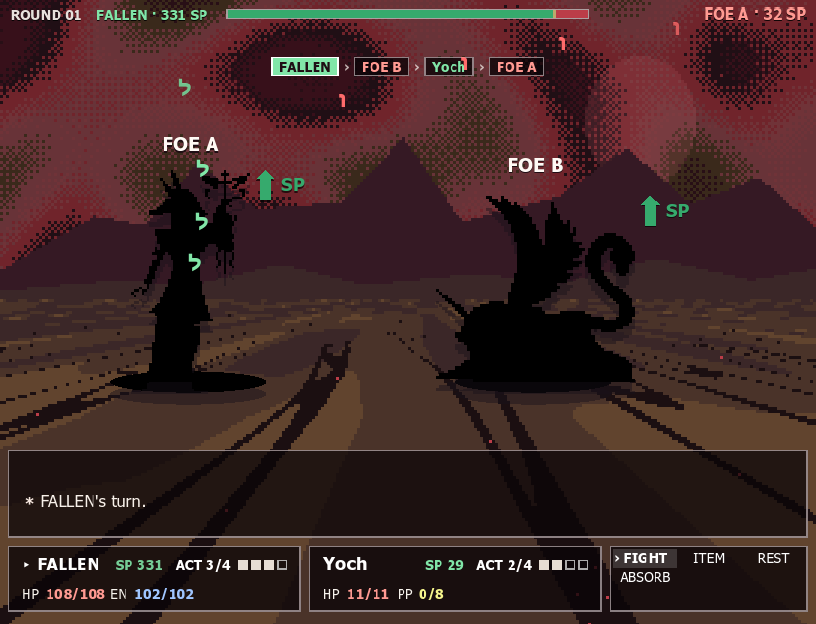 ROUND 01 FALLEN · 331 SP FOE A · 32 SP
FALLEN › FOE B › Yoch › FOE A
FOE A
SP
FOE B
SP
* FALLEN's turn.
▸ FALLEN SP 331 ACT 3/4
HP 108/108 EN 102/102
Yoch SP 29 ACT 2/4
HP 11/11 PP 0/8
› FIGHT ITEM REST
ABSORB